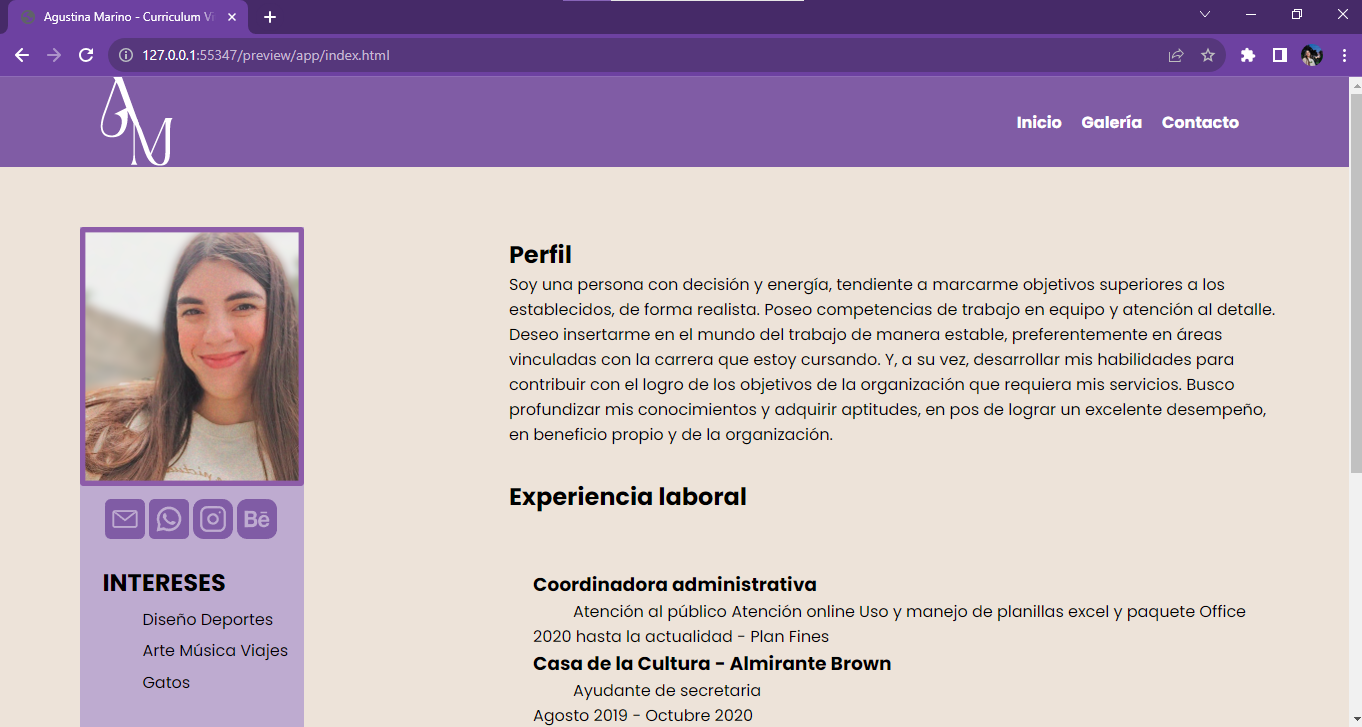 Agustina Marino - Curriculum Vi
127.0.0.1:55347/preview/app/index.html
AM
Inicio Galería Contacto
Perfil
Soy una persona con decisión y energía, tendiente a marcarme objetivos superiores a los
establecidos, de forma realista. Poseo competencias de trabajo en equipo y atención al detalle.
Deseo insertarme en el mundo del trabajo de manera estable, preferentemente en áreas
vinculadas con la carrera que estoy cursando. Y, a su vez, desarrollar mis habilidades para
contribuir con el logro de los objetivos de la organización que requiera mis servicios. Busco
profundizar mis conocimientos y adquirir aptitudes, en pos de lograr un excelente desempeño,
en beneficio propio y de la organización.
Bē
INTERESES
Diseño Deportes
Arte Música Viajes
Gatos
Experiencia laboral
Coordinadora administrativa
Atención al público Atención online Uso y manejo de planillas excel y paquete Office
2020 hasta la actualidad - Plan Fines
Casa de la Cultura - Almirante Brown
Ayudante de secretaria
Agosto 2019 - Octubre 2020